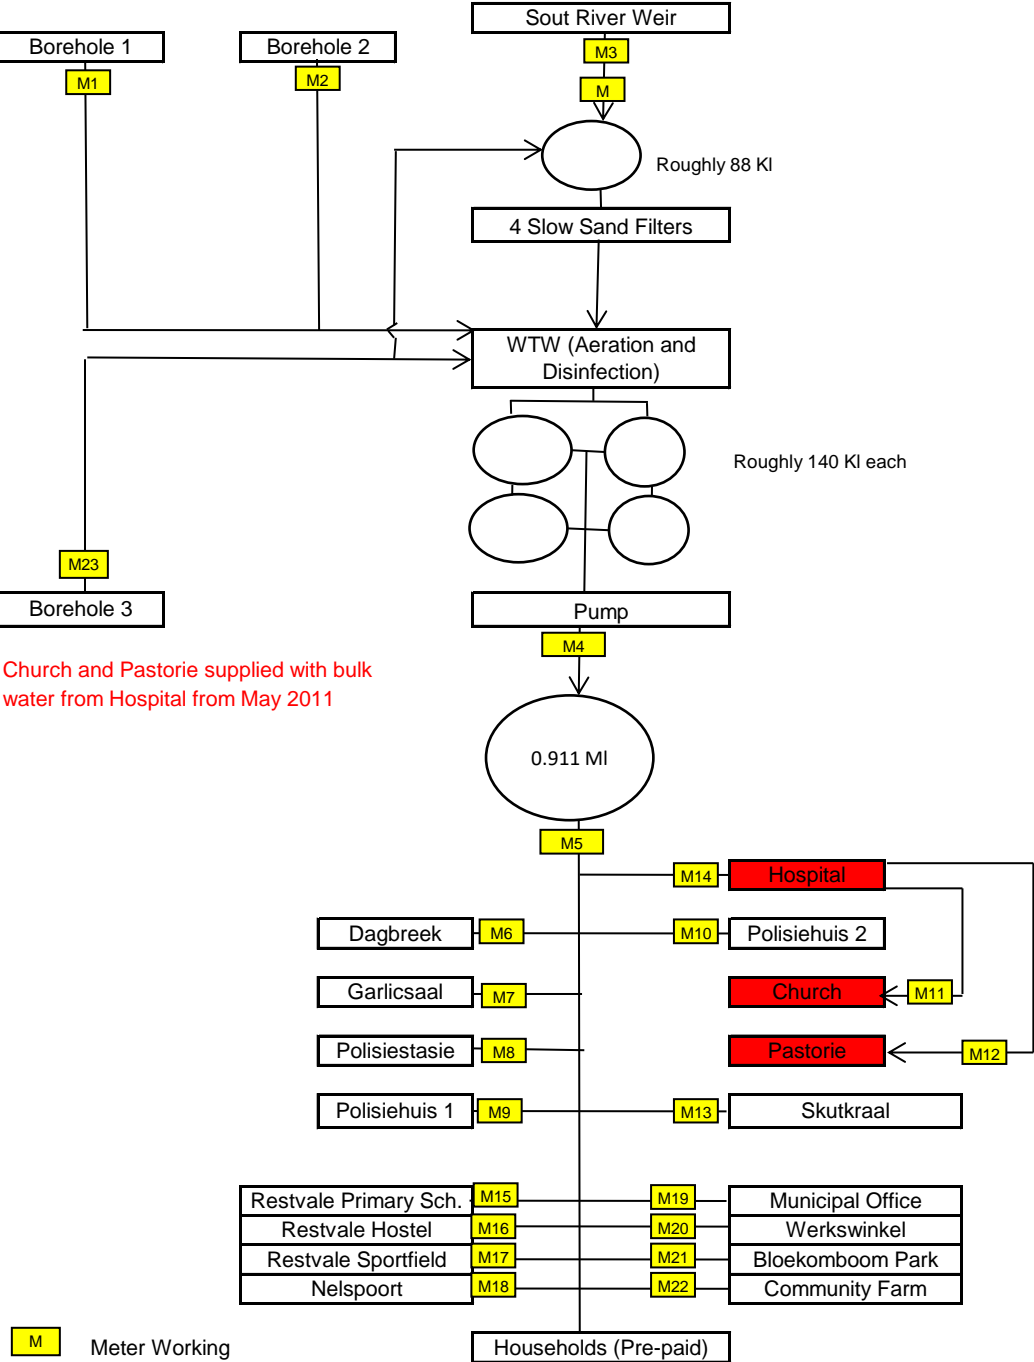 Sout River Weir
Borehole 1
Borehole 2
M3
M1
M2
M
Roughly 88 Kl
4 Slow Sand Filters
WTW (Aeration and
Disinfection)
Roughly 140 Kl each
M23
Borehole 3
Pump
M4
Church and Pastorie supplied with bulk
water from Hospital from May 2011
0.911 Ml
M5
M14
Hospital
Dagbreek
M6
M10
Polisiehuis 2
Garlicsaal
M7
Church
M11
Polisiestasie
M8
Pastorie
M12
Polisiehuis 1
M9
M13
Skutkraal
Restvale Primary Sch.
M15
M19
Municipal Office
Restvale Hostel
M16
M20
Werkswinkel
Restvale Sportfield
M17
M21
Bloekomboom Park
Nelspoort
M18
M22
Community Farm
M
Meter Working
Households (Pre-paid)